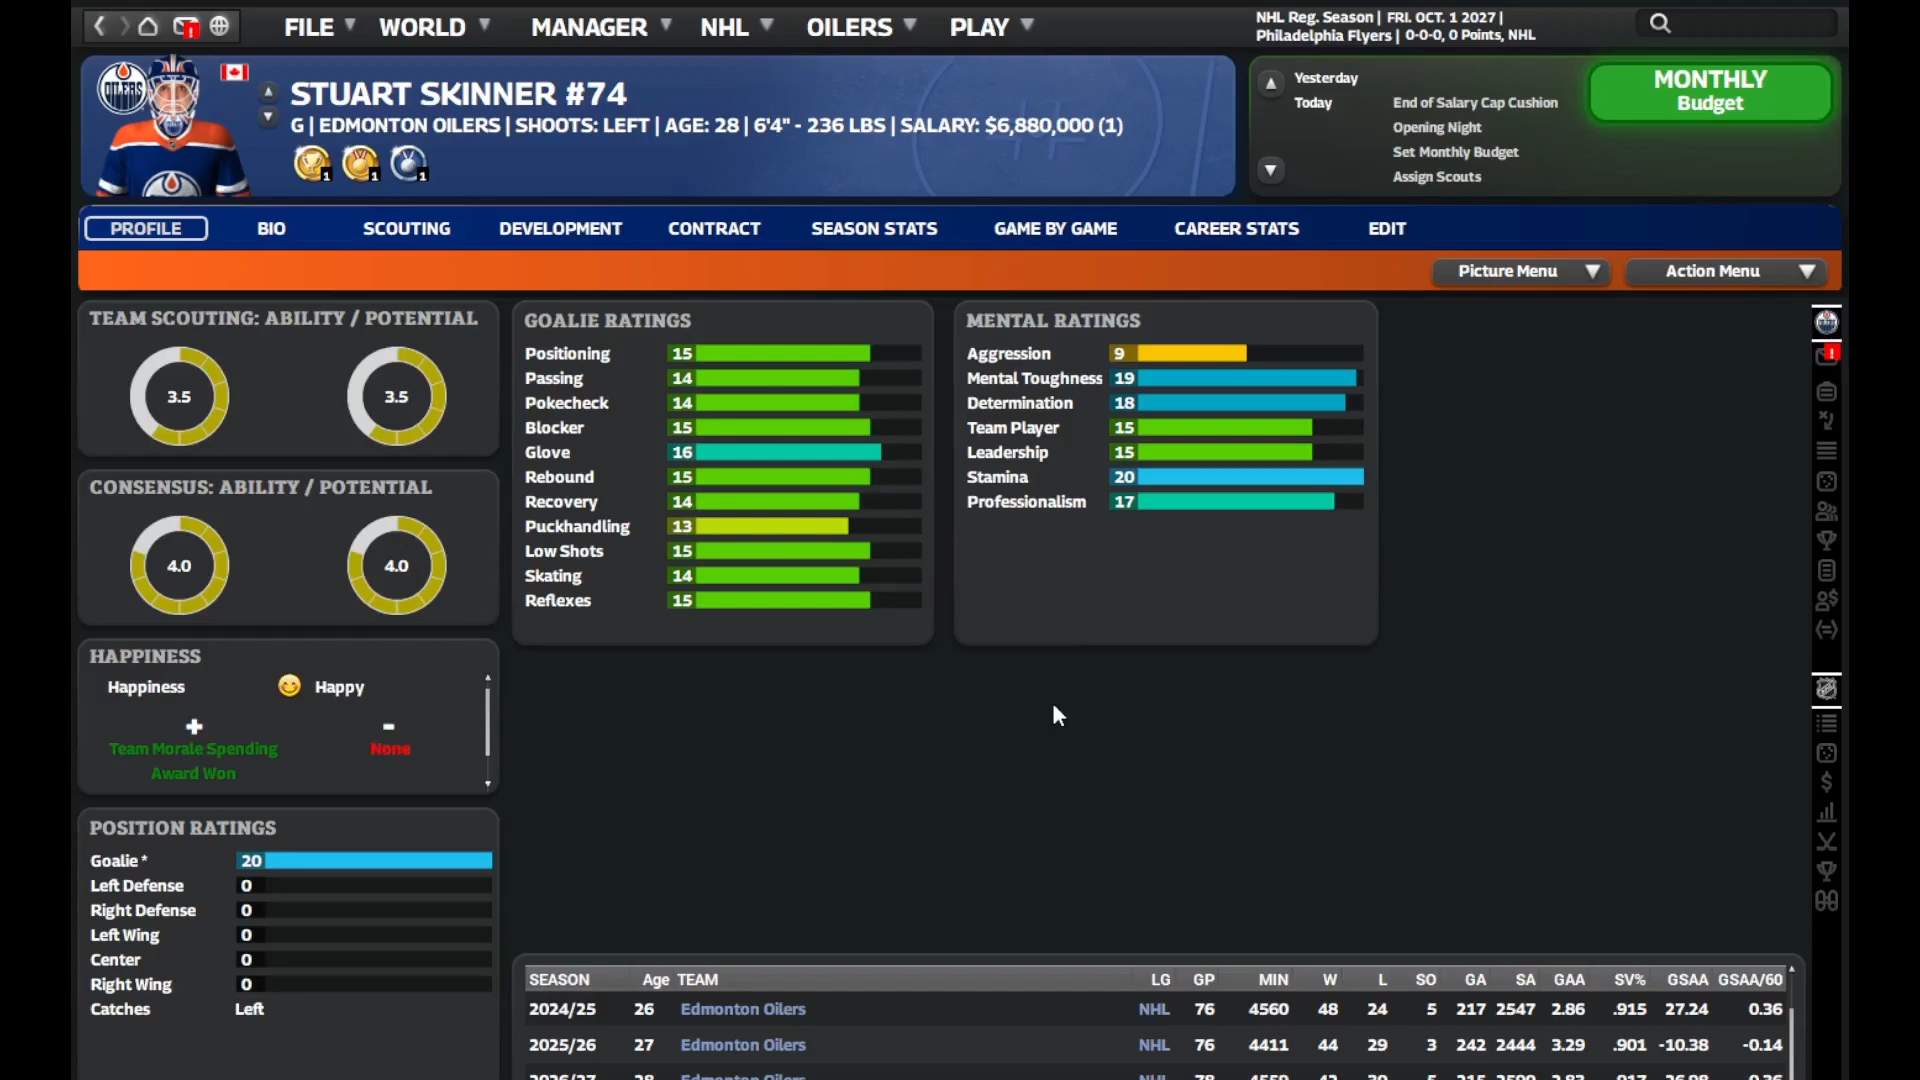 FILE WORLD MANAGER NHL OILERS PLAY
NHL Reg. Season | FRI. OCT. 1 2027 |
Philadelphia Flyers | 0-0-0, 0 Points, NHL
OILERS
STUART SKINNER #74
G | EDMONTON OILERS | SHOOTS: LEFT | AGE: 28 | 6'4" - 236 LBS | SALARY: $6,880,000 (1)
1 1 1
Yesterday
Today End of Salary Cap Cushion
Opening Night
Set Monthly Budget
Assign Scouts
MONTHLY
Budget
PROFILE BIO SCOUTING DEVELOPMENT CONTRACT SEASON STATS GAME BY GAME CAREER STATS EDIT
Picture Menu Action Menu
TEAM SCOUTING: ABILITY / POTENTIAL
3.5 3.5
CONSENSUS: ABILITY / POTENTIAL
4.0 4.0
HAPPINESS
Happiness Happy
+ -
Team Morale Spending None
Award Won
POSITION RATINGS
Goalie * 20
Left Defense 0
Right Defense 0
Left Wing 0
Center 0
Right Wing 0
Catches Left
GOALIE RATINGS
Positioning 15
Passing 14
Pokecheck 14
Blocker 15
Glove 16
Rebound 15
Recovery 14
Puckhandling 13
Low Shots 15
Skating 14
Reflexes 15
MENTAL RATINGS
Aggression 9
Mental Toughness 19
Determination 18
Team Player 15
Leadership 15
Stamina 20
Professionalism 17
SEASON Age TEAM LG GP MIN W L SO GA SA GAA SV% GSAA GSAA/60
2024/25 26 Edmonton Oilers NHL 76 4560 48 24 5 217 2547 2.86 .915 27.24 0.36
2025/26 27 Edmonton Oilers NHL 76 4411 44 29 3 242 2444 3.29 .901 -10.38 -0.14